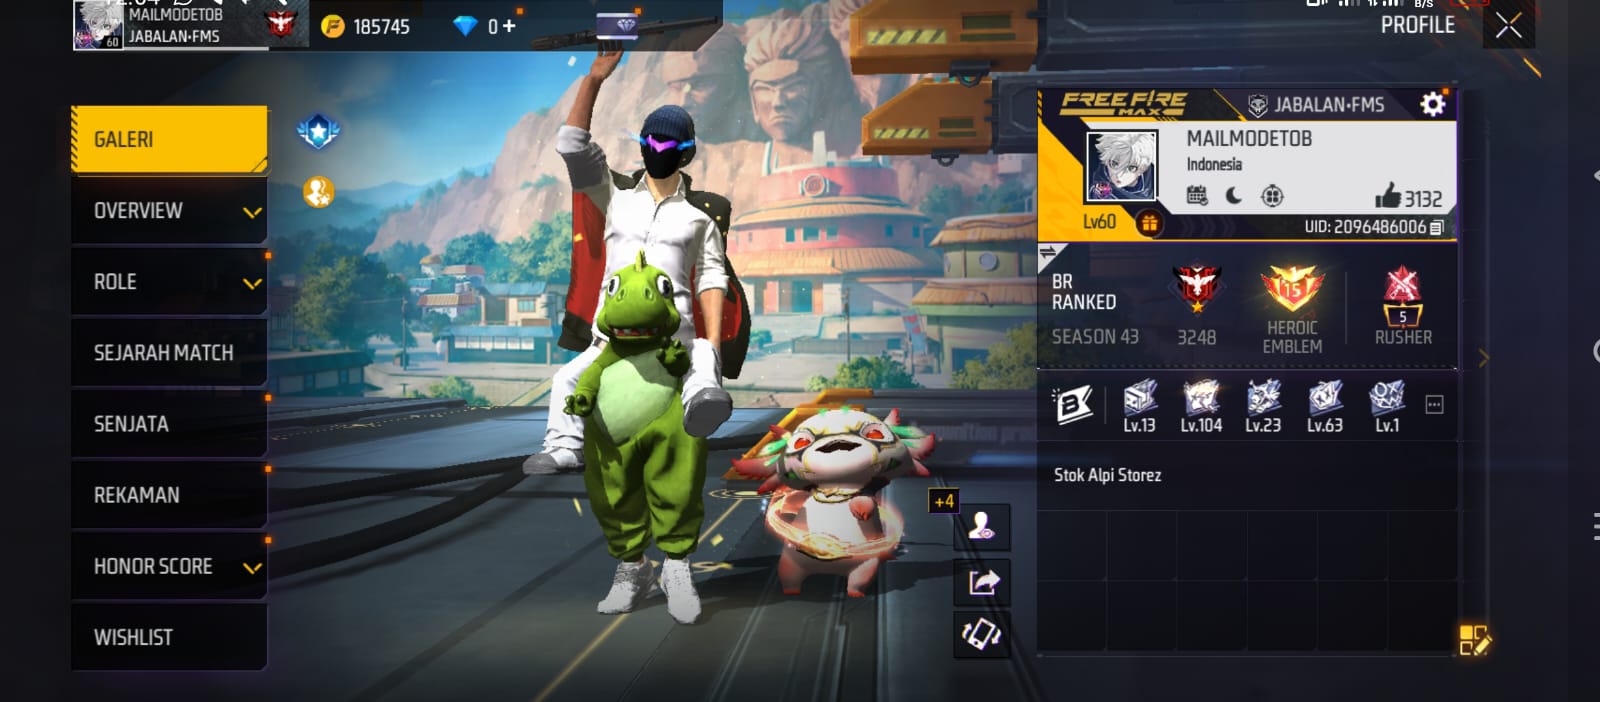 MAILMODETOB
JABALAN•FMS
60
185745
0+
PROFILE
B/S
GALERI
OVERVIEW
ROLE
SEJARAH MATCH
SENJATA
REKAMAN
HONOR SCORE
WISHLIST
+4
FREE FIRE
MAX
JABALAN•FMS
MAILMODETOB
Indonesia
3132
Lv60
UID: 2096486006
BR
RANKED
SEASON 43
3248
15
HEROIC
EMBLEM
5
RUSHER
B
Lv.13
Lv.104
Lv.23
Lv.63
Lv.1
Stok Alpi Storez